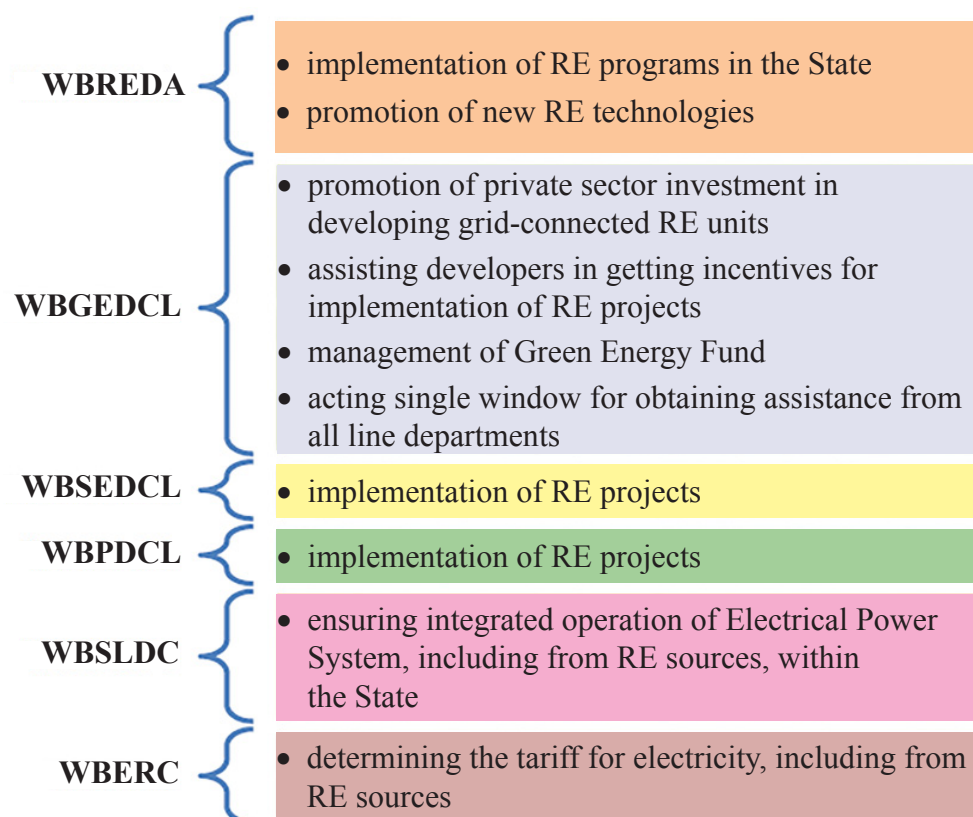 WBREDA
• implementation of RE programs in the State
• promotion of new RE technologies
WBGEDCL
• promotion of private sector investment in
developing grid-connected RE units
• assisting developers in getting incentives for
implementation of RE projects
• management of Green Energy Fund
• acting single window for obtaining assistance from
all line departments
WBSEDCL
• implementation of RE projects
WBPDCL
• implementation of RE projects
WBSLDC
• ensuring integrated operation of Electrical Power
System, including from RE sources, within
the State
WBERC
• determining the tariff for electricity, including from
RE sources